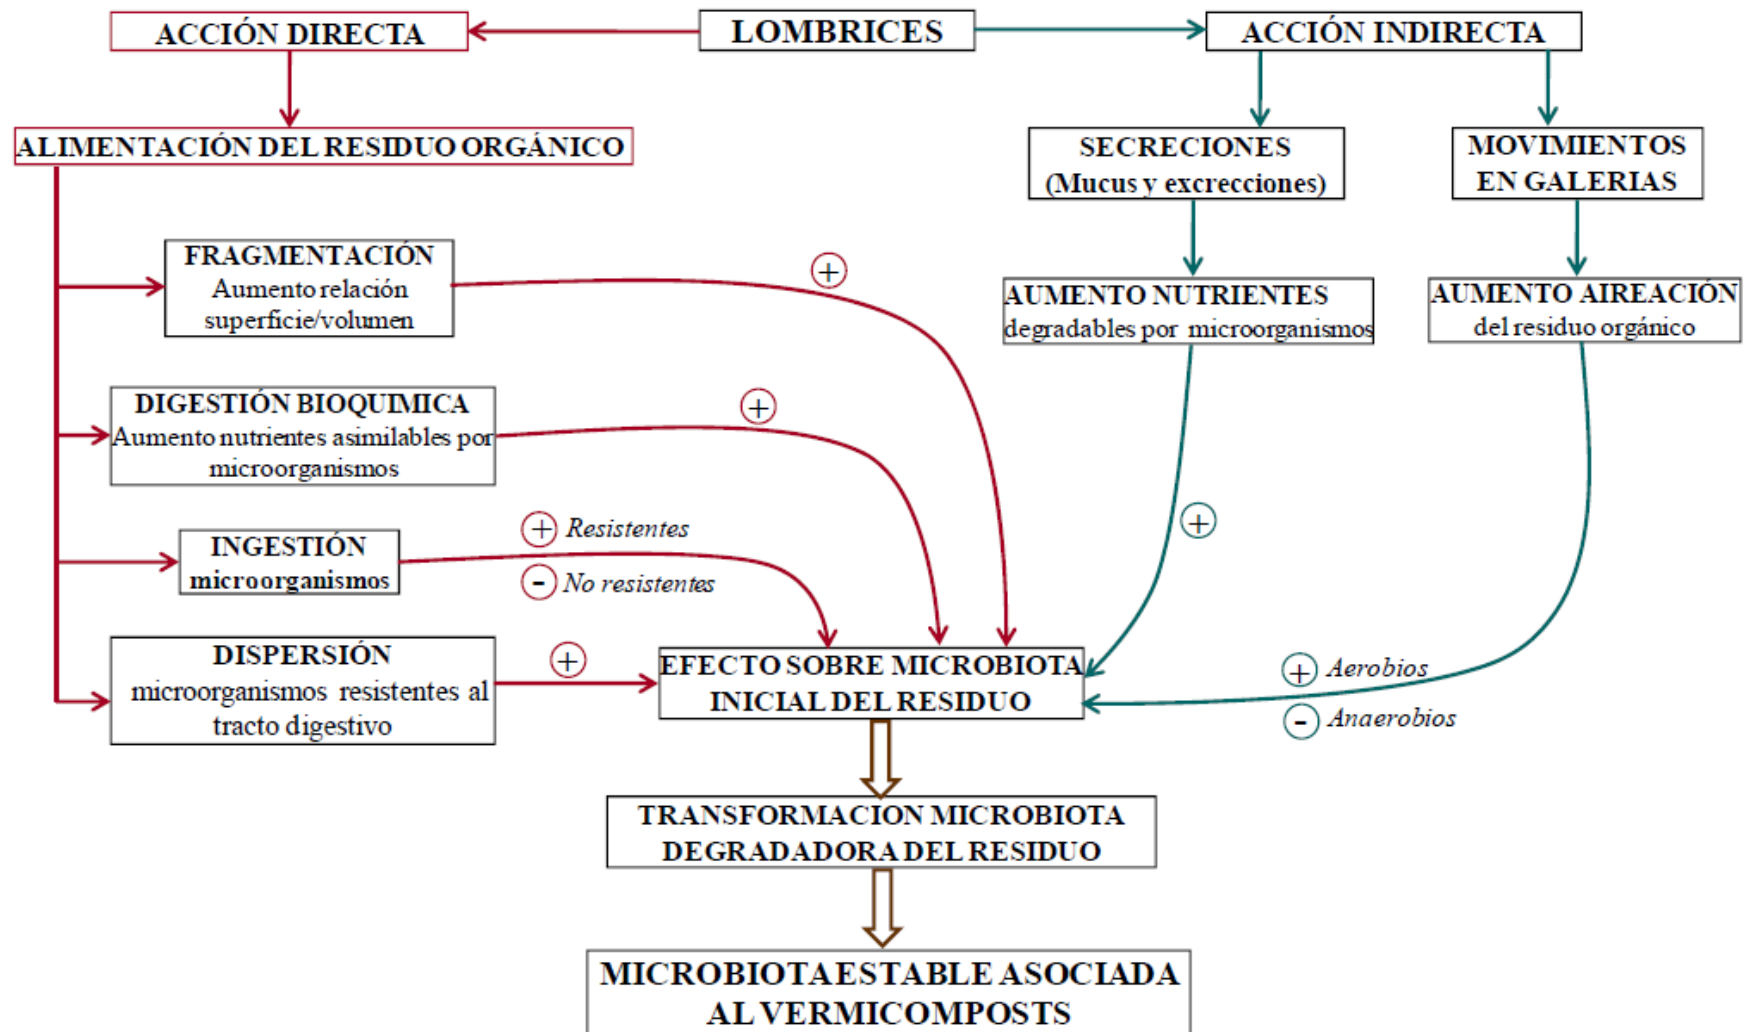 ACCIÓN DIRECTA
LOMBRICES
ACCIÓN INDIRECTA
ALIMENTACIÓN DEL RESIDUO ORGÁNICO
SECRECIONES
(Mucus y excrecciones)
MOVIMIENTOS
EN GALERIAS
FRAGMENTACIÓN
Aumento relación
superficie/volumen
+
AUMENTO NUTRIENTES
degradables por microorganismos
AUMENTO AIREACIÓN
del residuo orgánico
DIGESTIÓN BIOQUIMICA
Aumento nutrientes asimilables por
microorganismos
+
INGESTIÓN
microorganismos
+ Resistentes
- No resistentes
+
DISPERSIÓN
microorganismos resistentes al
tracto digestivo
+
EFECTO SOBRE MICROBIOTA
INICIAL DEL RESIDUO
+ Aerobios
- Anaerobios
TRANSFORMACION MICROBIOTA
DEGRADADORA DEL RESIDUO
MICROBIOTA ESTABLE ASOCIADA
AL VERMICOMPOSTS